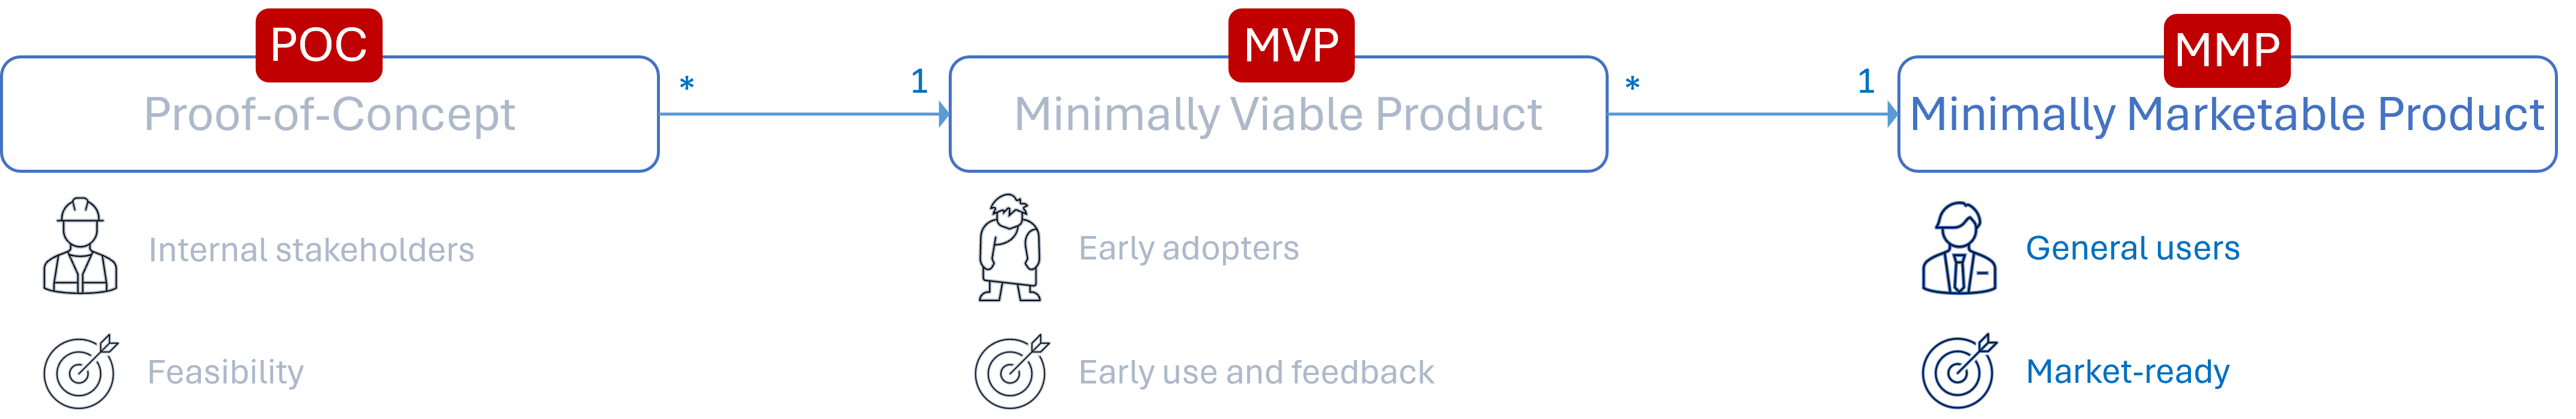 POC
Proof-of-Concept
* 1
MVP
Minimally Viable Product
* 1
MMP
Minimally Marketable Product
Internal stakeholders
Early adopters
General users
Feasibility
Early use and feedback
Market-ready